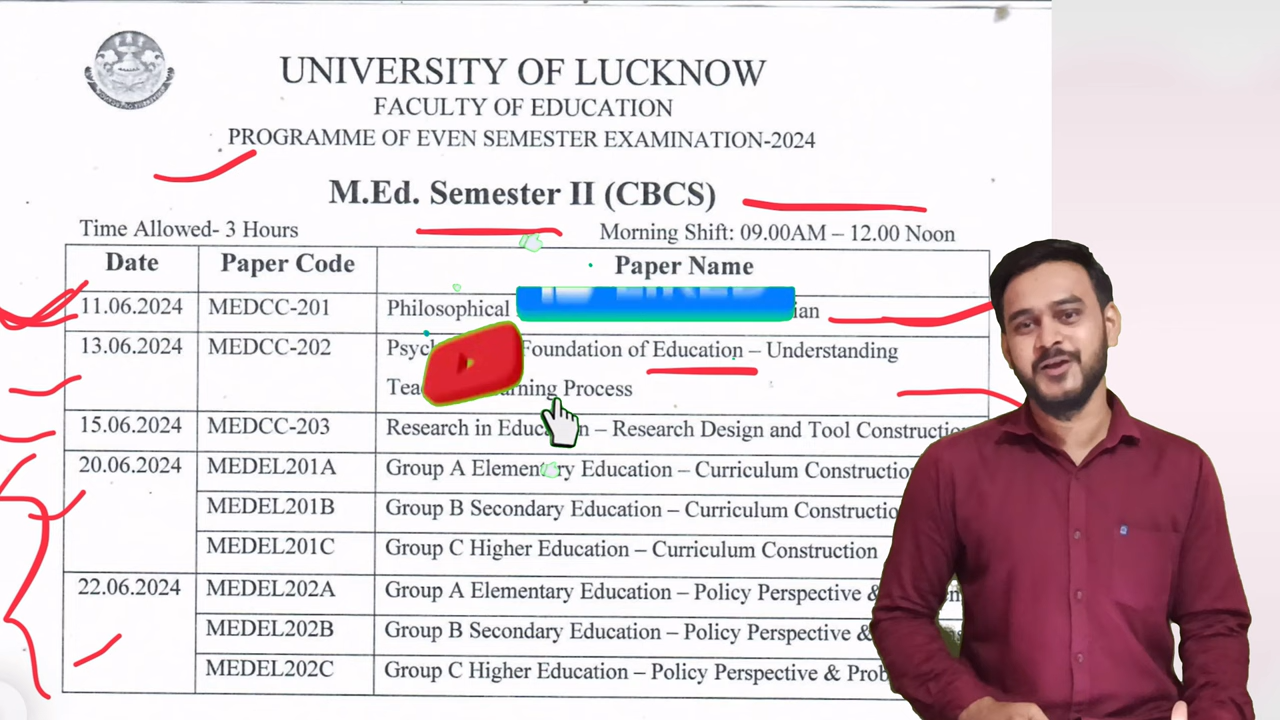 UNIVERSITY OF LUCKNOW
FACULTY OF EDUCATION
PROGRAMME OF EVEN SEMESTER EXAMINATION-2024
M.Ed. Semester II (CBCS)
Time Allowed- 3 Hours Morning Shift: 09.00AM – 12.00 Noon
Date Paper Code Paper Name
11.06.2024 MEDCC-201 Philosophical
13.06.2024 MEDCC-202 Foundation of Education – Understanding
Process
15.06.2024 MEDCC-203 Research in – Research Design and Tool
20.06.2024 MEDEL201A Group A Elementary Education – Curriculum
MEDEL201B Group B Secondary Education – Curriculum
MEDEL201C Group C Higher Education – Curriculum Construction
22.06.2024 MEDEL202A Group A Elementary Education – Policy Perspective &
MEDEL202B Group B Secondary Education – Policy Perspective &
MEDEL202C Group C Higher Education – Policy Perspective &